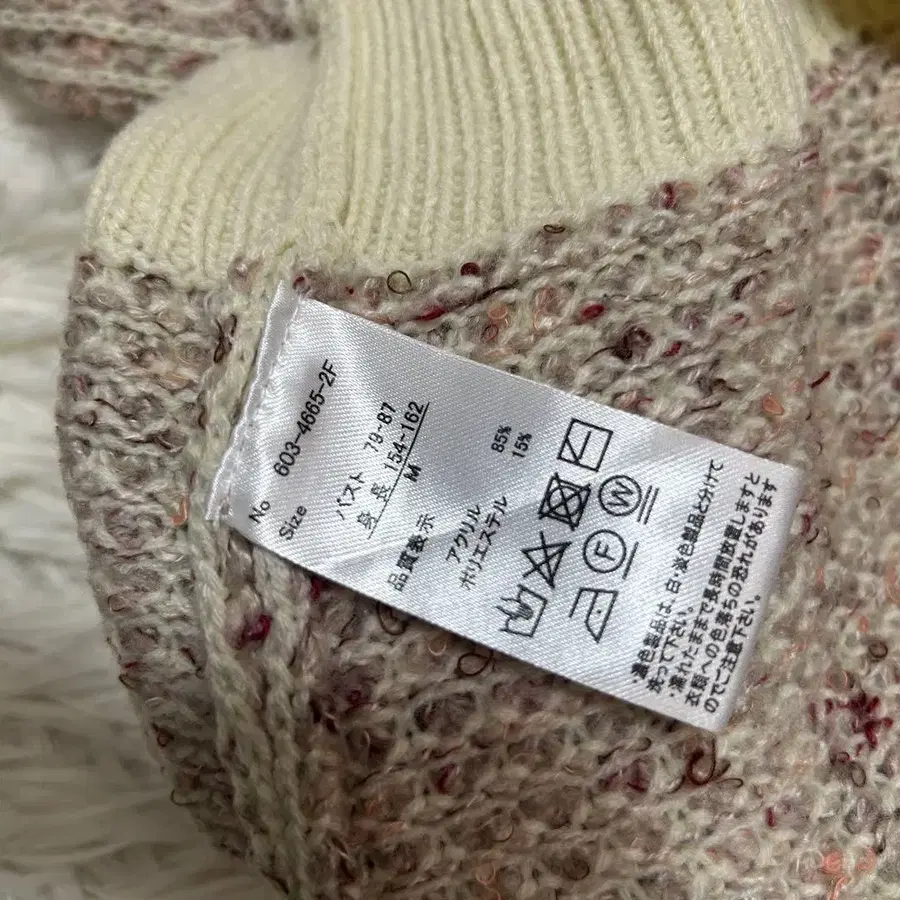 No 603-4665-2F
Size
バスト 79-87
身 長 154-162
M
品質表示
アクリル 85%
ポリエステル 15%
F W
・濃色製品は、白・淡色製品と分けて
洗って下さい。
・濡れたままで長時間放置しますと
衣服への色落ちの恐れがあります
のでご注意下さい。